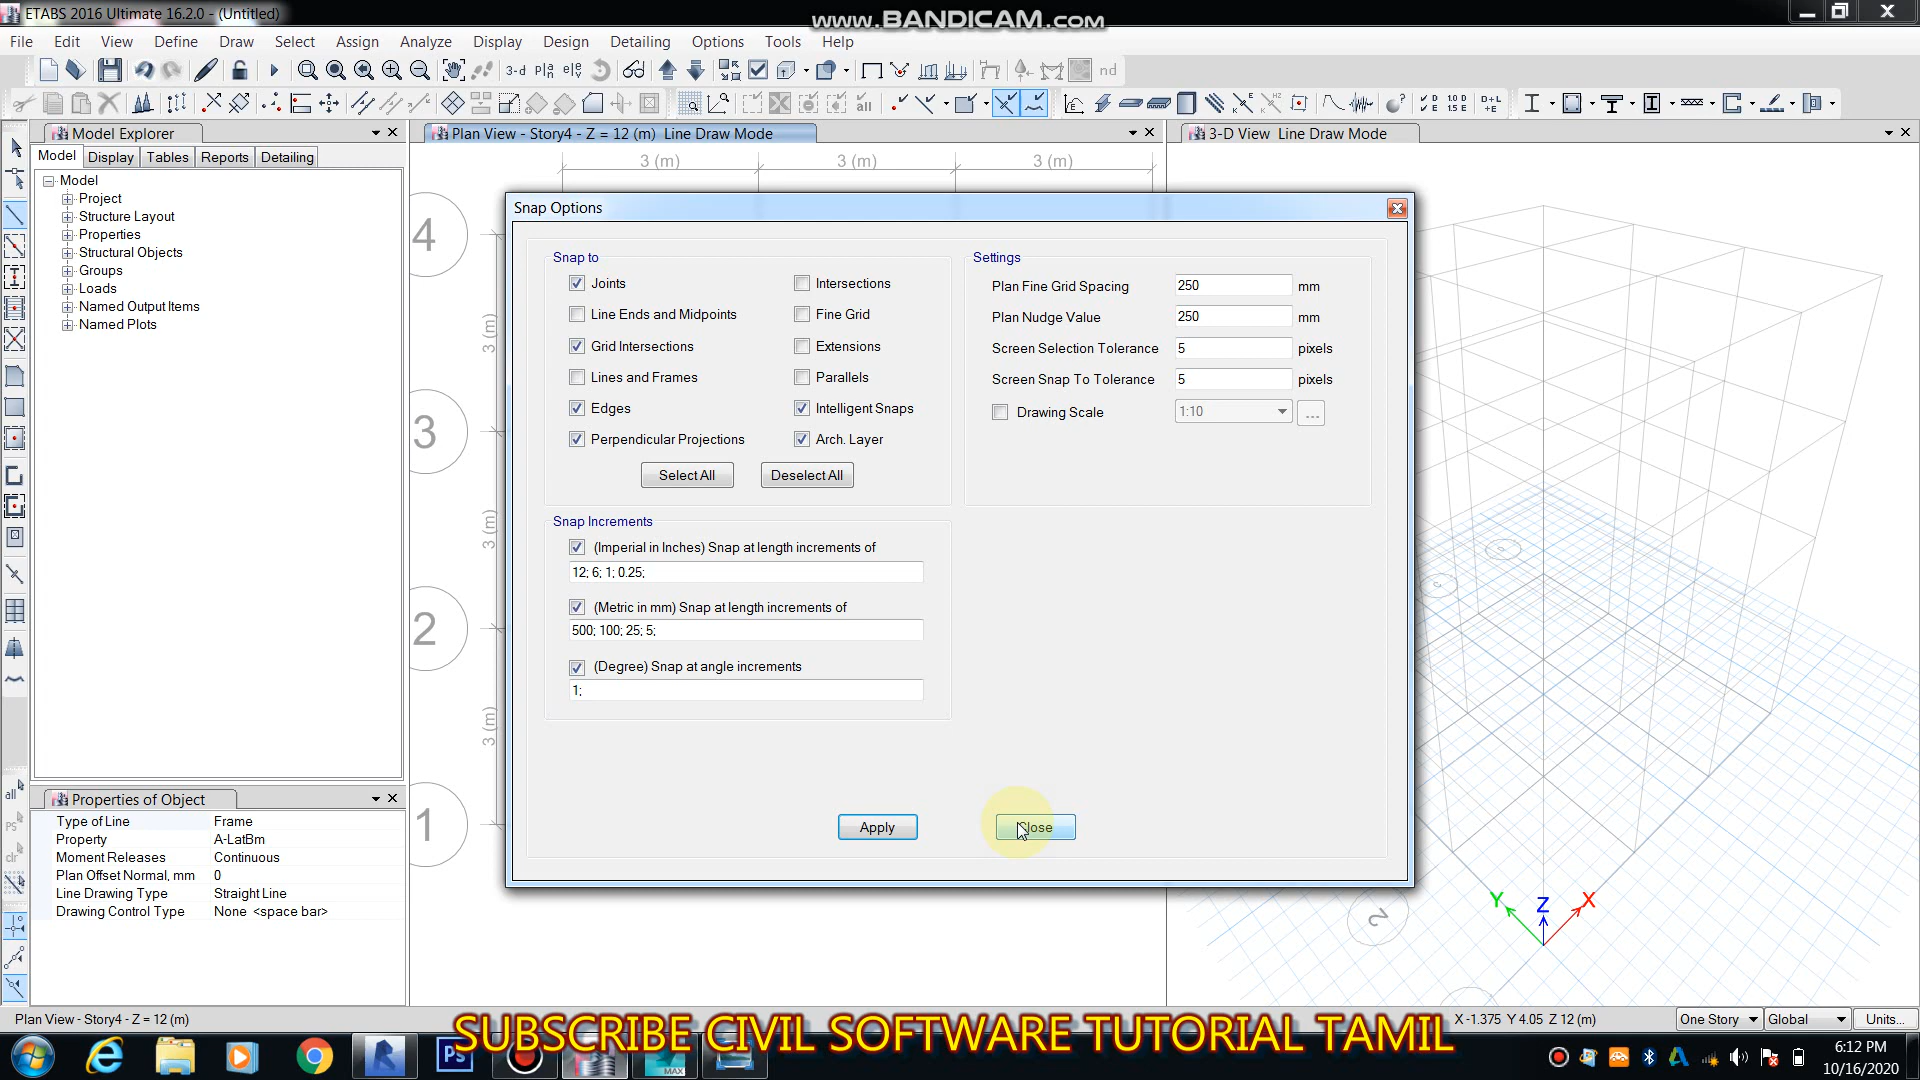 ETABS 2016 Ultimate 16.2.0 - (Untitled)
www.BANDICAM.com
File Edit View Define Draw Select Assign Analyze Display Design Detailing Options Tools Help
3-d
nd
all
Model Explorer
Plan View - Story4 - Z = 12 (m) Line Draw Mode
3-D View Line Draw Mode
Model Display Tables Reports Detailing
Model
Project
Structure Layout
Properties
Structural Objects
Groups
Loads
Named Output Items
Named Plots
3 (m) 3 (m) 3 (m)
4
3 (m)
3
3 (m)
2
3 (m)
1
Snap Options
Snap to
Joints
Intersections
Line Ends and Midpoints
Fine Grid
Grid Intersections
Extensions
Lines and Frames
Parallels
Edges
Intelligent Snaps
Perpendicular Projections
Arch. Layer
Select All
Deselect All
Settings
Plan Fine Grid Spacing 250 mm
Plan Nudge Value 250 mm
Screen Selection Tolerance 5 pixels
Screen Snap To Tolerance 5 pixels
Drawing Scale 1:10 ...
Snap Increments
(Imperial in Inches) Snap at length increments of
12; 6; 1; 0.25;
(Metric in mm) Snap at length increments of
500; 100; 25; 5;
(Degree) Snap at angle increments
1;
Apply
Close
Properties of Object
Type of Line Frame
Property A-LatBm
Moment Releases Continuous
Plan Offset Normal, mm 0
Line Drawing Type Straight Line
Drawing Control Type None <space bar>
all
PS
clr
Y Z X
2
Plan View - Story4 - Z = 12 (m)
X -1.375 Y 4.05 Z 12 (m)
One Story
Global
Units...
SUBSCRIBE CIVIL SOFTWARE TUTORIAL TAMIL
6:12 PM
10/16/2020